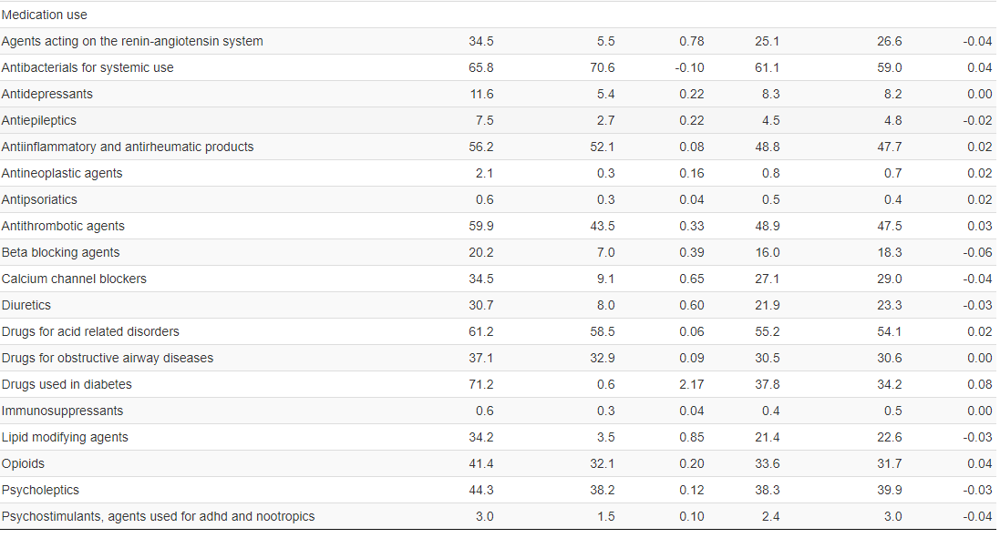 Medication use
Agents acting on the renin-angiotensin system 34.5 5.5 0.78 25.1 26.6 -0.04
Antibacterials for systemic use 65.8 70.6 -0.10 61.1 59.0 0.04
Antidepressants 11.6 5.4 0.22 8.3 8.2 0.00
Antiepileptics 7.5 2.7 0.22 4.5 4.8 -0.02
Antiinflammatory and antirheumatic products 56.2 52.1 0.08 48.8 47.7 0.02
Antineoplastic agents 2.1 0.3 0.16 0.8 0.7 0.02
Antipsoriatics 0.6 0.3 0.04 0.5 0.4 0.02
Antithrombotic agents 59.9 43.5 0.33 48.9 47.5 0.03
Beta blocking agents 20.2 7.0 0.39 16.0 18.3 -0.06
Calcium channel blockers 34.5 9.1 0.65 27.1 29.0 -0.04
Diuretics 30.7 8.0 0.60 21.9 23.3 -0.03
Drugs for acid related disorders 61.2 58.5 0.06 55.2 54.1 0.02
Drugs for obstructive airway diseases 37.1 32.9 0.09 30.5 30.6 0.00
Drugs used in diabetes 71.2 0.6 2.17 37.8 34.2 0.08
Immunosuppressants 0.6 0.3 0.04 0.4 0.5 0.00
Lipid modifying agents 34.2 3.5 0.85 21.4 22.6 -0.03
Opioids 41.4 32.1 0.20 33.6 31.7 0.04
Psycholeptics 44.3 38.2 0.12 38.3 39.9 -0.03
Psychostimulants, agents used for adhd and nootropics 3.0 1.5 0.10 2.4 3.0 -0.04